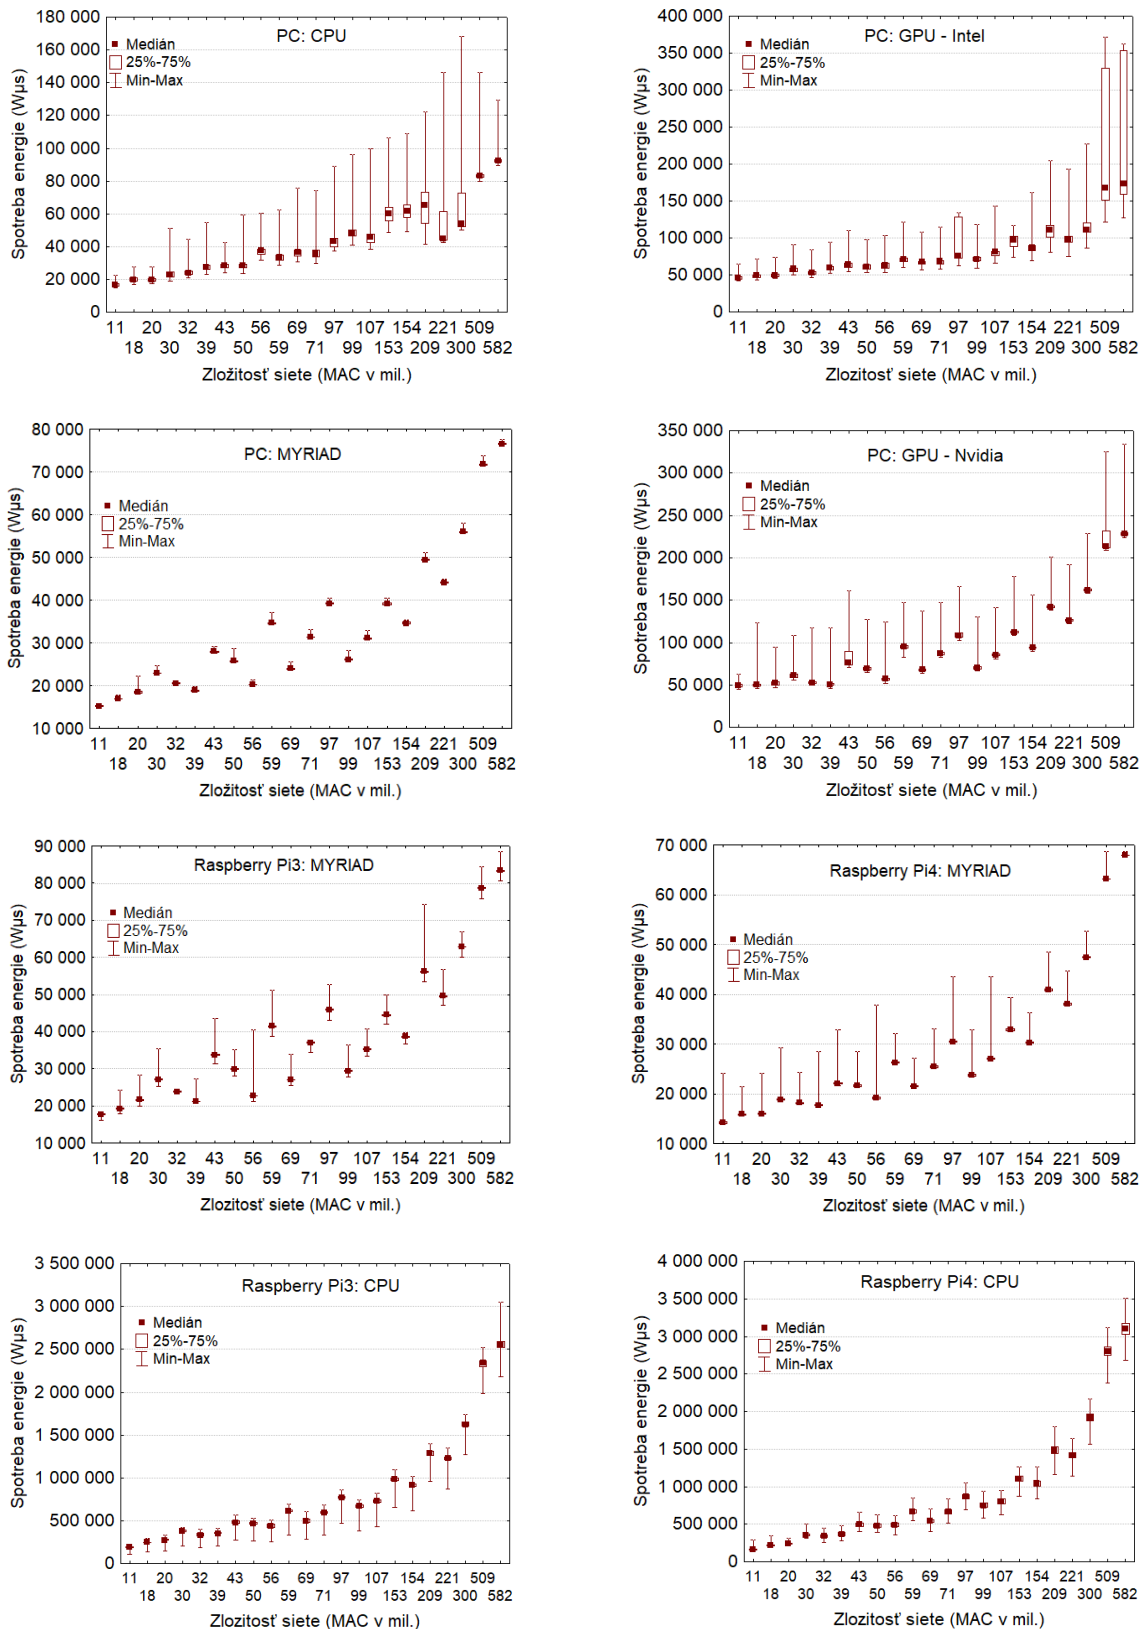 PC: CPU
Spotreba energie (Wµs)
180 000
160 000
140 000
120 000
100 000
80 000
60 000
40 000
20 000
0
Medián
25%-75%
Min-Max
11 20 32 43 56 69 97 107 154 221 509
18 30 39 50 59 71 99 153 209 300 582
Zložitosť siete (MAC v mil.)
PC: GPU - Intel
Spotreba energie (Wµs)
400 000
350 000
300 000
250 000
200 000
150 000
100 000
50 000
0
Medián
25%-75%
Min-Max
11 20 32 43 56 69 97 107 154 221 509
18 30 39 50 59 71 99 153 209 300 582
Zložitosť siete (MAC v mil.)
PC: MYRIAD
Spotreba energie (Wµs)
80 000
70 000
60 000
50 000
40 000
30 000
20 000
10 000
Medián
25%-75%
Min-Max
11 20 32 43 56 69 97 107 154 221 509
18 30 39 50 59 71 99 153 209 300 582
Zložitosť siete (MAC v mil.)
PC: GPU - Nvidia
Spotreba energie (Wµs)
350 000
300 000
250 000
200 000
150 000
100 000
50 000
0
Medián
25%-75%
Min-Max
11 20 32 43 56 69 97 107 154 221 509
18 30 39 50 59 71 99 153 209 300 582
Zložitosť siete (MAC v mil.)
Raspberry Pi3: MYRIAD
Spotreba energie (Wµs)
90 000
80 000
70 000
60 000
50 000
40 000
30 000
20 000
10 000
Medián
25%-75%
Min-Max
11 20 32 43 56 69 97 107 154 221 509
18 30 39 50 59 71 99 153 209 300 582
Zlozitosť siete (MAC v mil.)
Raspberry Pi4: MYRIAD
Spotreba energie (Wµs)
70 000
60 000
50 000
40 000
30 000
20 000
10 000
Medián
25%-75%
Min-Max
11 20 32 43 56 69 97 107 154 221 509
18 30 39 50 59 71 99 153 209 300 582
Zlozitosť siete (MAC v mil.)
Raspberry Pi3: CPU
Spotreba energie (Wµs)
3 500 000
3 000 000
2 500 000
2 000 000
1 500 000
1 000 000
500 000
0
Medián
25%-75%
Min-Max
11 20 32 43 56 69 97 107 154 221 509
18 30 39 50 59 71 99 153 209 300 582
Zložitosť siete (MAC v mil.)
Raspberry Pi4: CPU
Spotreba energie (Wµs)
4 000 000
3 500 000
3 000 000
2 500 000
2 000 000
1 500 000
1 000 000
500 000
0
Medián
25%-75%
Min-Max
11 20 32 43 56 69 97 107 154 221 509
18 30 39 50 59 71 99 153 209 300 582
Zložitosť siete (MAC v mil.)